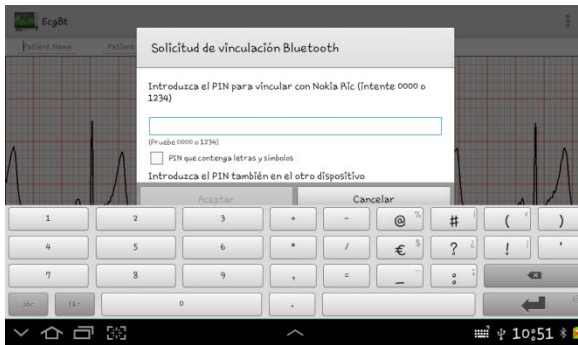 EcgBt
Patient Name Patient
Solicitud de vinculación Bluetooth
Introduzca el PIN para vincular con Nokia Ric (intente 0000 o
1234)
(Pruebe 0000 o 1234)
PIN que contenga letras y símbolos
Introduzca el PIN también en el otro dispositivo
Aceptar Cancelar
1 2 3 + - @ % # ( < )
4 5 6 * / € $ ? ¿ ! ¡ '
7 8 9 , = _ :
abc 0 .
10:51